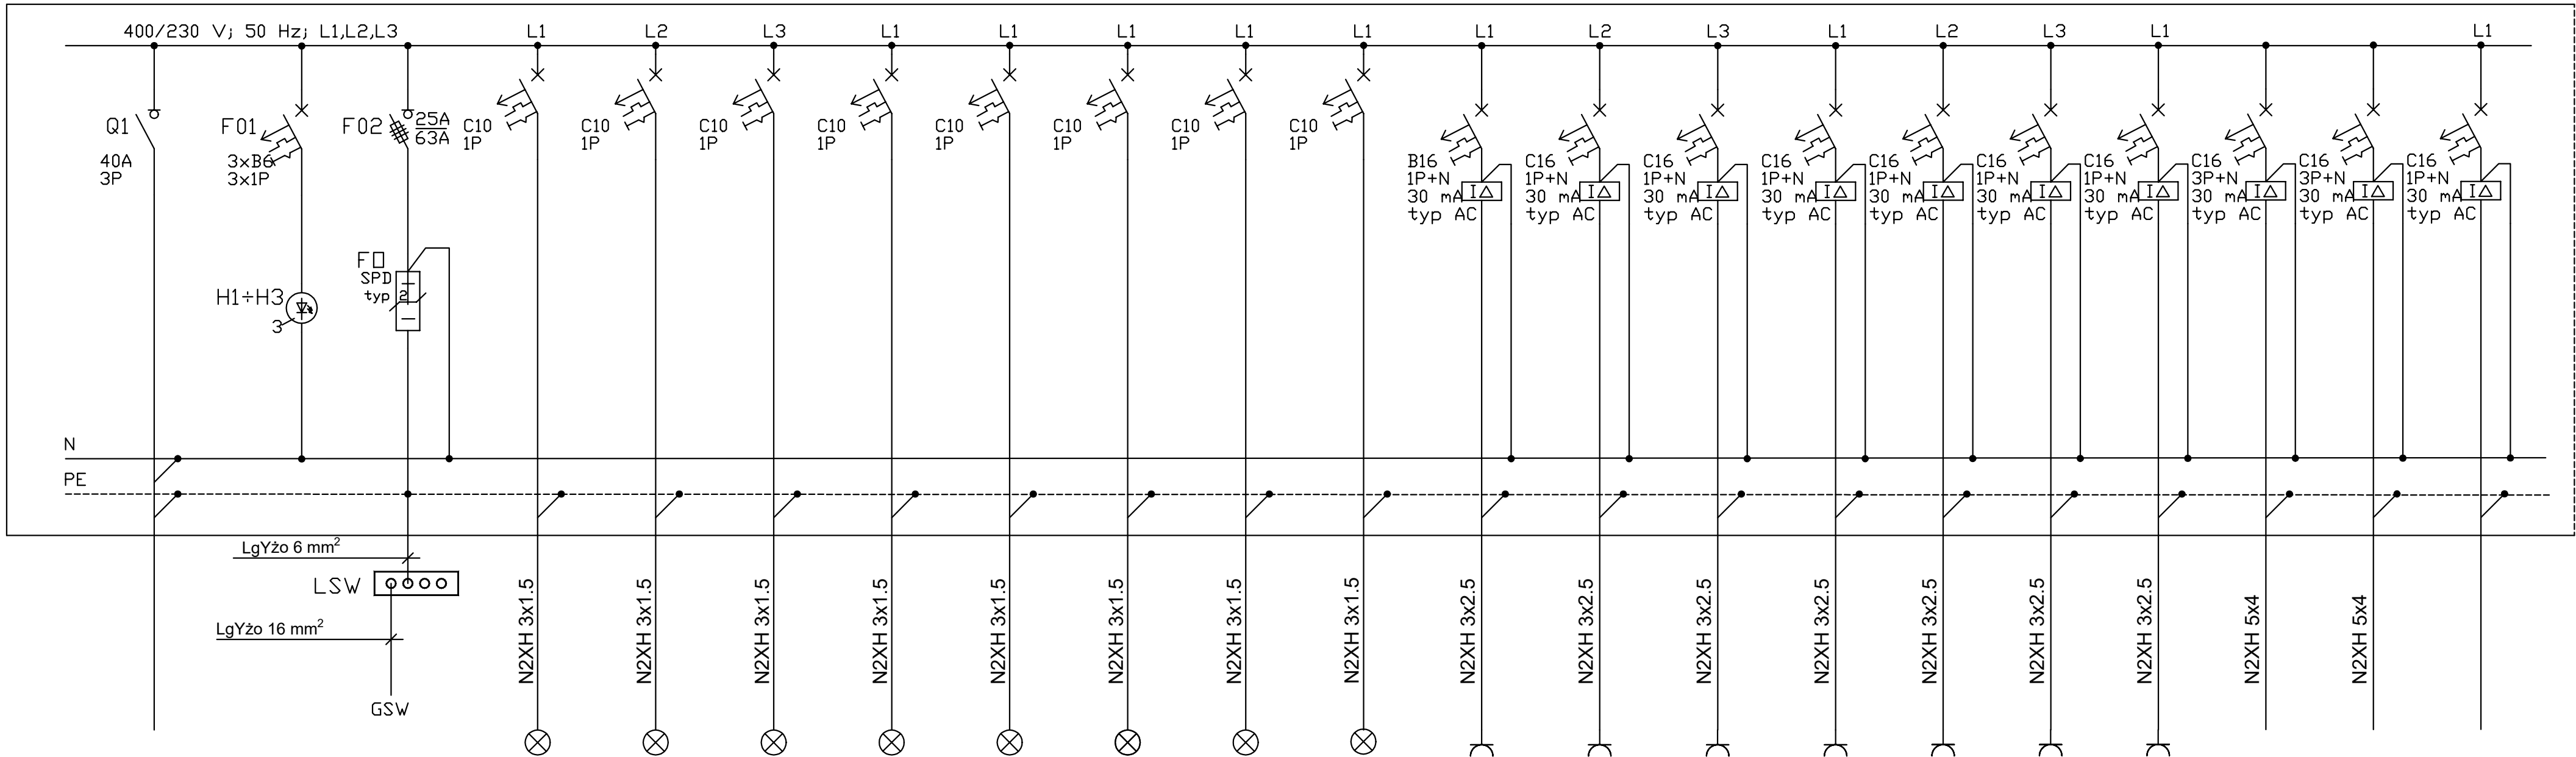 400/230 V; 50 Hz; L1,L2,L3
L1
L2
L3
L1
L1
L1
L1
L1
L1
L2
L3
L1
L2
L3
L1
L1
Q1
40A
3P
F01
3xB6
3x1P
F02
25A
63A
C10
1P
C10
1P
C10
1P
C10
1P
C10
1P
C10
1P
C10
1P
C10
1P
B16
1P+N
30 mA
typ AC
I△
C16
1P+N
30 mA
typ AC
I△
C16
1P+N
30 mA
typ AC
I△
C16
1P+N
30 mA
typ AC
I△
C16
1P+N
30 mA
typ AC
I△
C16
1P+N
30 mA
typ AC
I△
C16
1P+N
30 mA
typ AC
I△
C16
3P+N
30 mA
typ AC
I△
C16
3P+N
30 mA
typ AC
I△
C16
1P+N
30 mA
typ AC
I△
H1÷H3
3
F0
SPD
typ 2
N
PE
LgYżo 6 mm²
LSW
LgYżo 16 mm²
GSW
N2XH 3x1.5
N2XH 3x1.5
N2XH 3x1.5
N2XH 3x1.5
N2XH 3x1.5
N2XH 3x1.5
N2XH 3x1.5
N2XH 3x1.5
N2XH 3x2.5
N2XH 3x2.5
N2XH 3x2.5
N2XH 3x2.5
N2XH 3x2.5
N2XH 3x2.5
N2XH 3x2.5
N2XH 5x4
N2XH 5x4